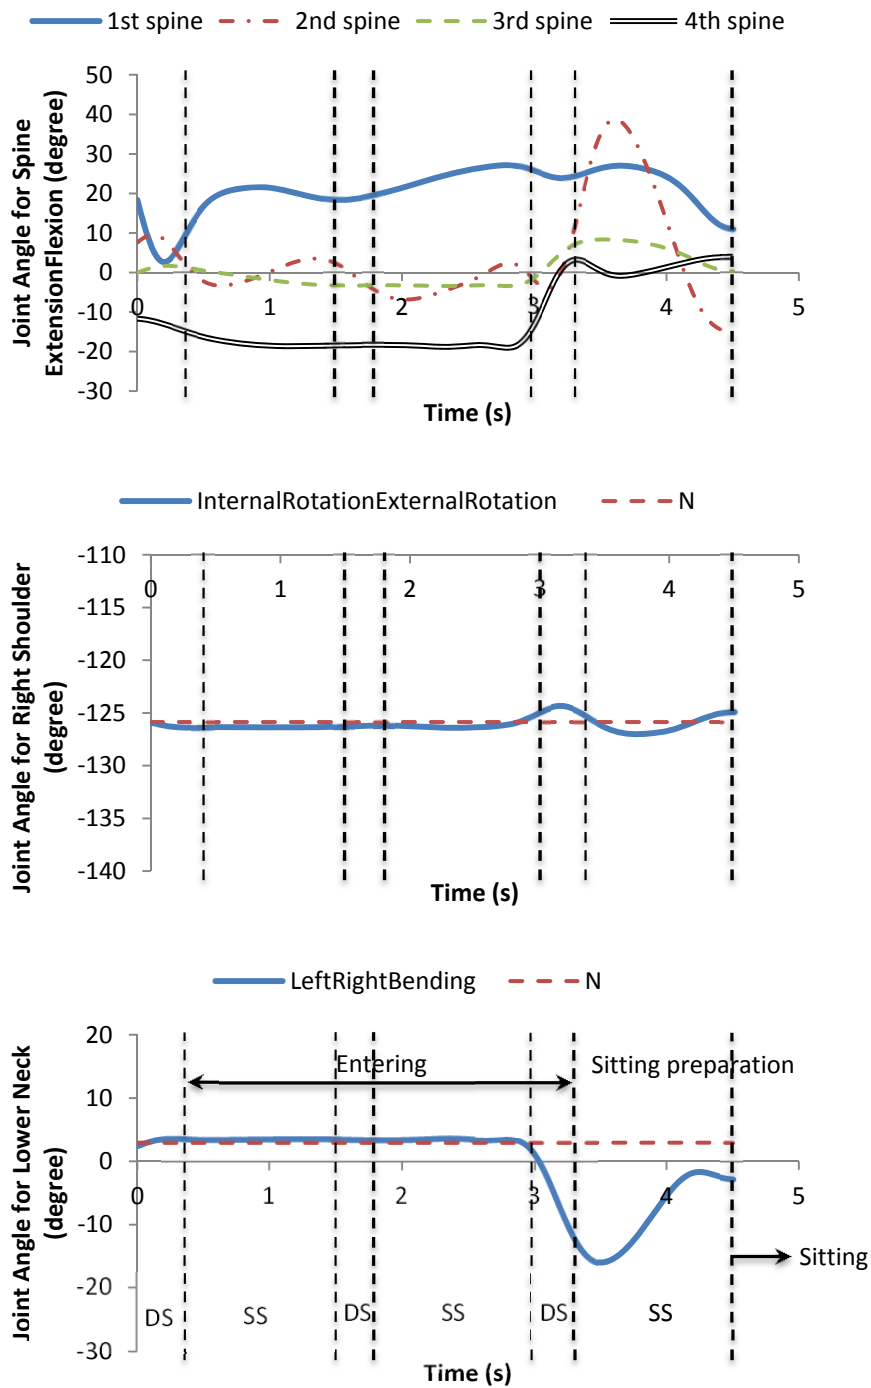 1st spine 2nd spine 3rd spine 4th spine
50
40
30
20
10
0
-10
-20
-30
0 1 2 3 4 5
Joint Angle for Spine
ExtensionFlexion (degree)
Time (s)
InternalRotationExternalRotation N
-110
-115
-120
-125
-130
-135
-140
0 1 2 3 4 5
Joint Angle for Right Shoulder
(degree)
Time (s)
LeftRightBending N
20
10
0
-10
-20
-30
0 1 2 3 4 5
Entering Sitting preparation
Sitting
DS SS DS SS DS SS
Joint Angle for Lower Neck
(degree)
Time (s)